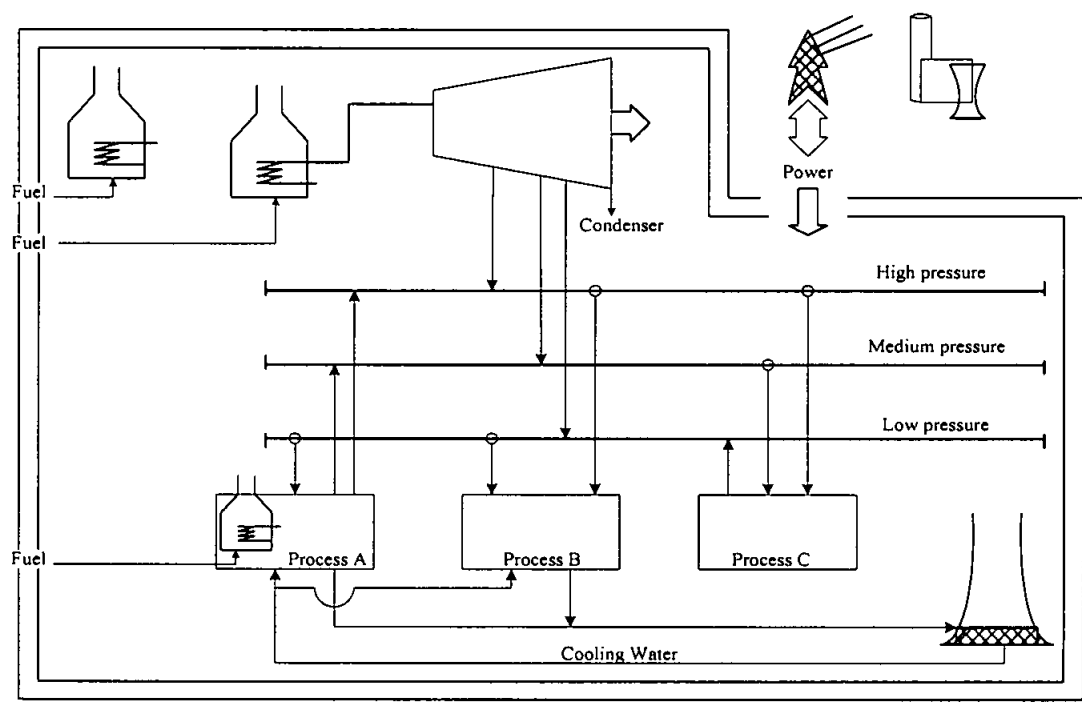 Power
Fuel
Condenser
Fuel
High pressure
Medium pressure
Low pressure
Fuel
Process A
Process B
Process C
Cooling Water